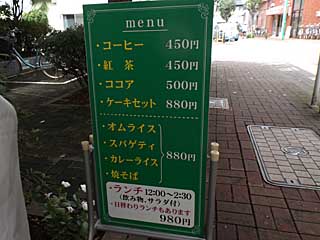 menu
・コーヒー 450円
・紅茶 450円
・ココア 500円
・ケーキセット 880円
・オムライス
・スパゲティ
・カレーライス 880円
・焼そば
・ランチ 12:00〜2:30
(飲み物、サラダ付)
・日替わりランチもあります
980円